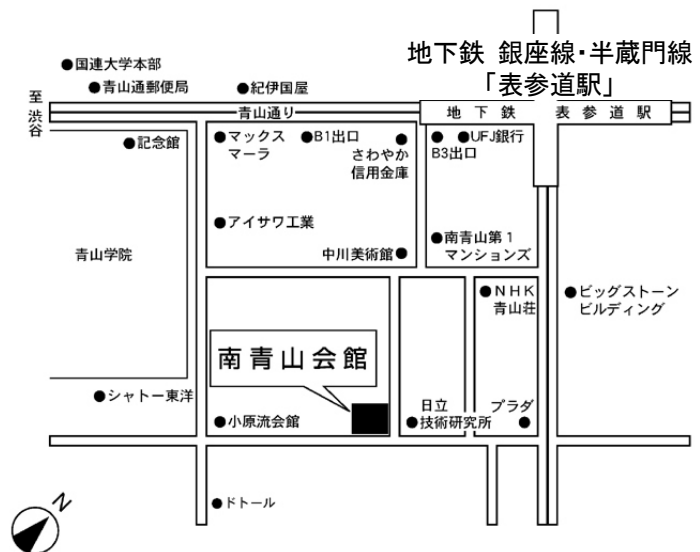 地下鉄 銀座線・半蔵門線
「表参道駅」
国連大学本部
青山通郵便局
紀伊国屋
至渋谷
青山通り
地下鉄 表参道駅
記念館
マックス
マーラ
B1出口
さわやか
信用金庫
UFJ銀行
B3出口
アイサワ工業
中川美術館
南青山第1
マンションズ
青山学院
NHK
青山荘
ビッグストーン
ビルディング
南青山会館
シャトー東洋
小原流会館
日立
技術研究所
プラダ
ドトール
N